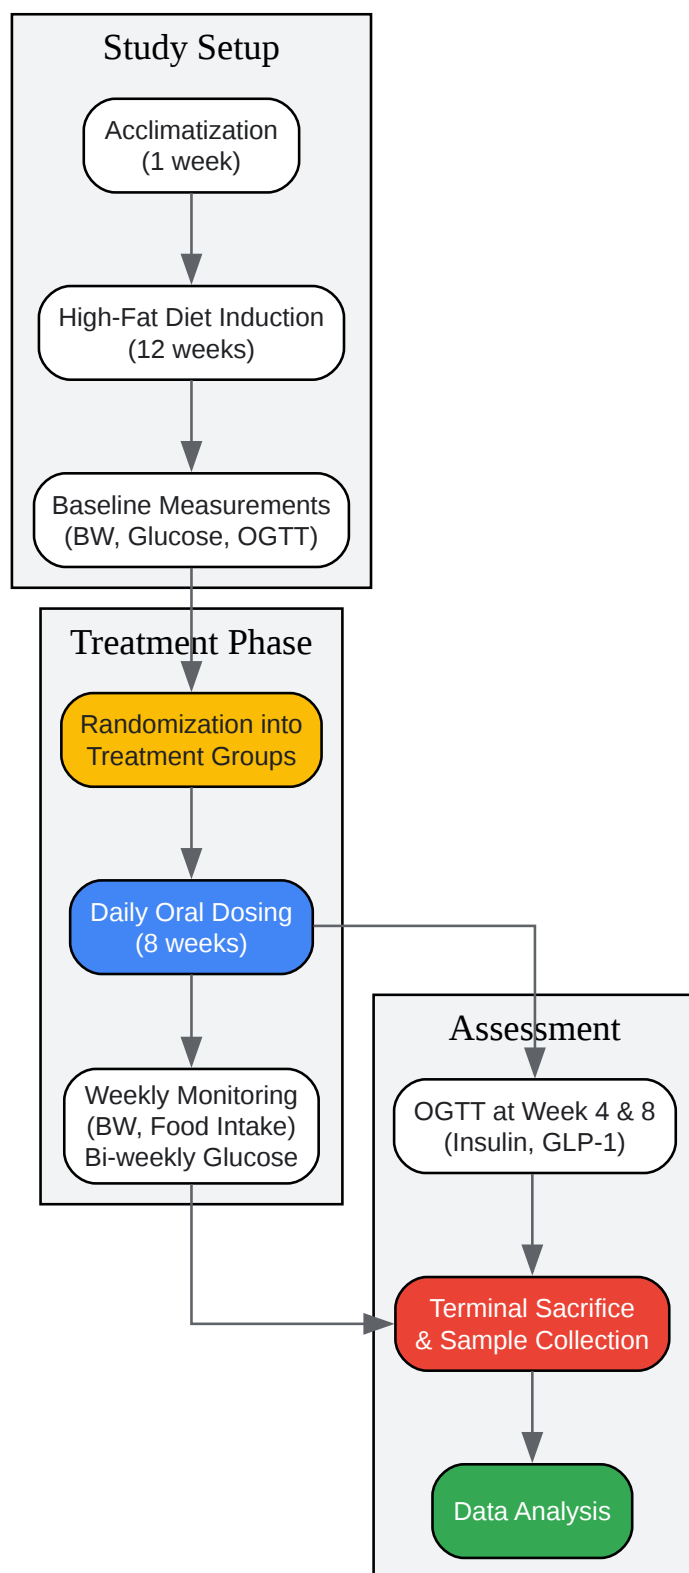 Study Setup
Acclimatization
(1 week)
High-Fat Diet Induction
(12 weeks)
Baseline Measurements
(BW, Glucose, OGTT)
Treatment Phase
Randomization into
Treatment Groups
Daily Oral Dosing
(8 weeks)
Weekly Monitoring
(BW, Food Intake)
Bi-weekly Glucose
Assessment
OGTT at Week 4 & 8
(Insulin, GLP-1)
Terminal Sacrifice
& Sample Collection
Data Analysis